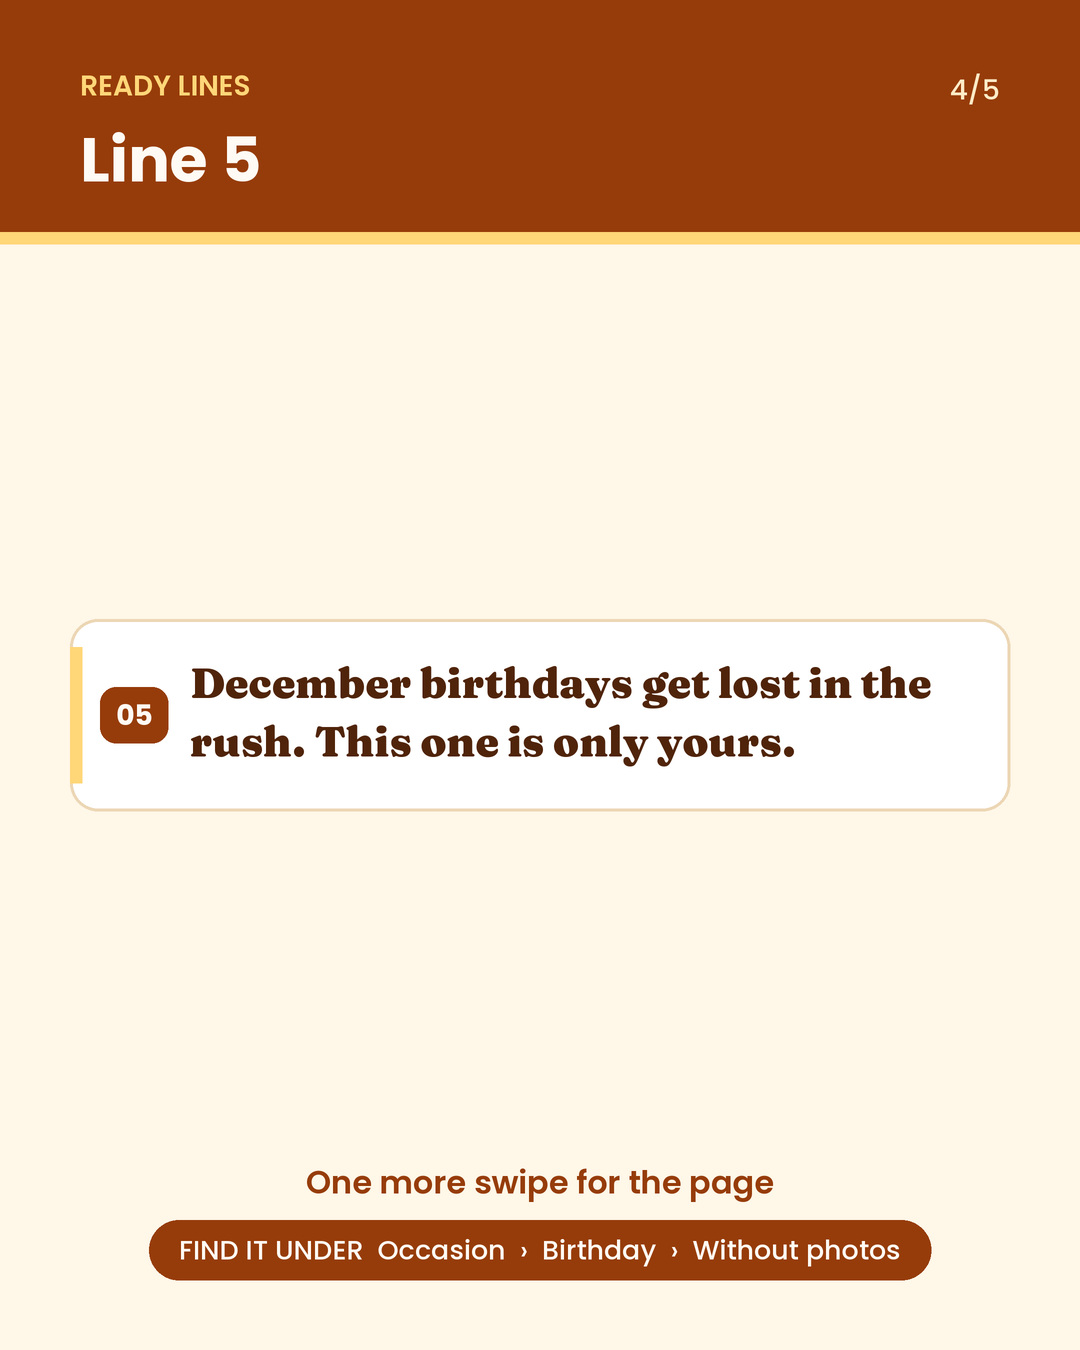 READY LINES
4/5
Line 5
05
December birthdays get lost in the
rush. This one is only yours.
One more swipe for the page
FIND IT UNDER Occasion › Birthday › Without photos